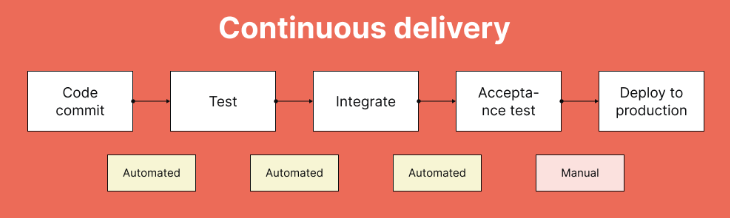 Continuous delivery
Code
commit
Test
Integrate
Accepta-
nce test
Deploy to
production
Automated
Automated
Automated
Manual